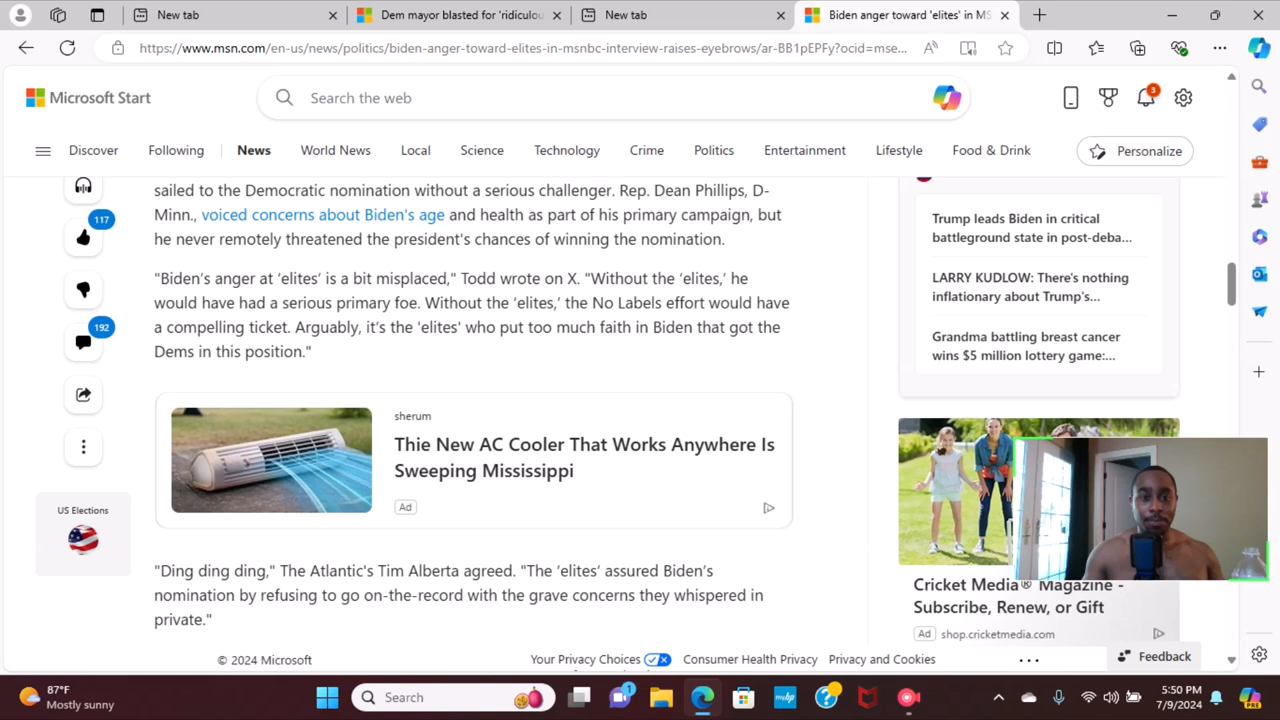 New tab
Dem mayor blasted for 'ridiculou
New tab
Biden anger toward 'elites' in MS
https://www.msn.com/en-us/news/politics/biden-anger-toward-elites-in-msnbc-interview-raises-eyebrows/ar-BB1pEPFy?ocid=mse...
Microsoft Start
Search the web
3
Discover
Following
News
World News
Local
Science
Technology
Crime
Politics
Entertainment
Lifestyle
Food & Drink
Personalize
sailed to the Democratic nomination without a serious challenger. Rep. Dean Phillips, D-
Minn., voiced concerns about Biden's age and health as part of his primary campaign, but
he never remotely threatened the president's chances of winning the nomination.
"Biden's anger at 'elites' is a bit misplaced," Todd wrote on X. "Without the 'elites,' he
would have had a serious primary foe. Without the 'elites,' the No Labels effort would have
a compelling ticket. Arguably, it's the 'elites' who put too much faith in Biden that got the
Dems in this position."
117
192
US Elections
sherum
Thie New AC Cooler That Works Anywhere Is
Sweeping Mississippi
Ad
"Ding ding ding," The Atlantic's Tim Alberta agreed. "The 'elites' assured Biden's
nomination by refusing to go on-the-record with the grave concerns they whispered in
private."
Trump leads Biden in critical
battleground state in post-deba...
LARRY KUDLOW: There's nothing
inflationary about Trump's...
Grandma battling breast cancer
wins $5 million lottery game:...
Cricket Media® Magazine -
Subscribe, Renew, or Gift
Ad
shop.cricketmedia.com
© 2024 Microsoft
Your Privacy Choices
Consumer Health Privacy
Privacy and Cookies
Feedback
87°F
Mostly sunny
Search
1
5:50 PM
7/9/2024